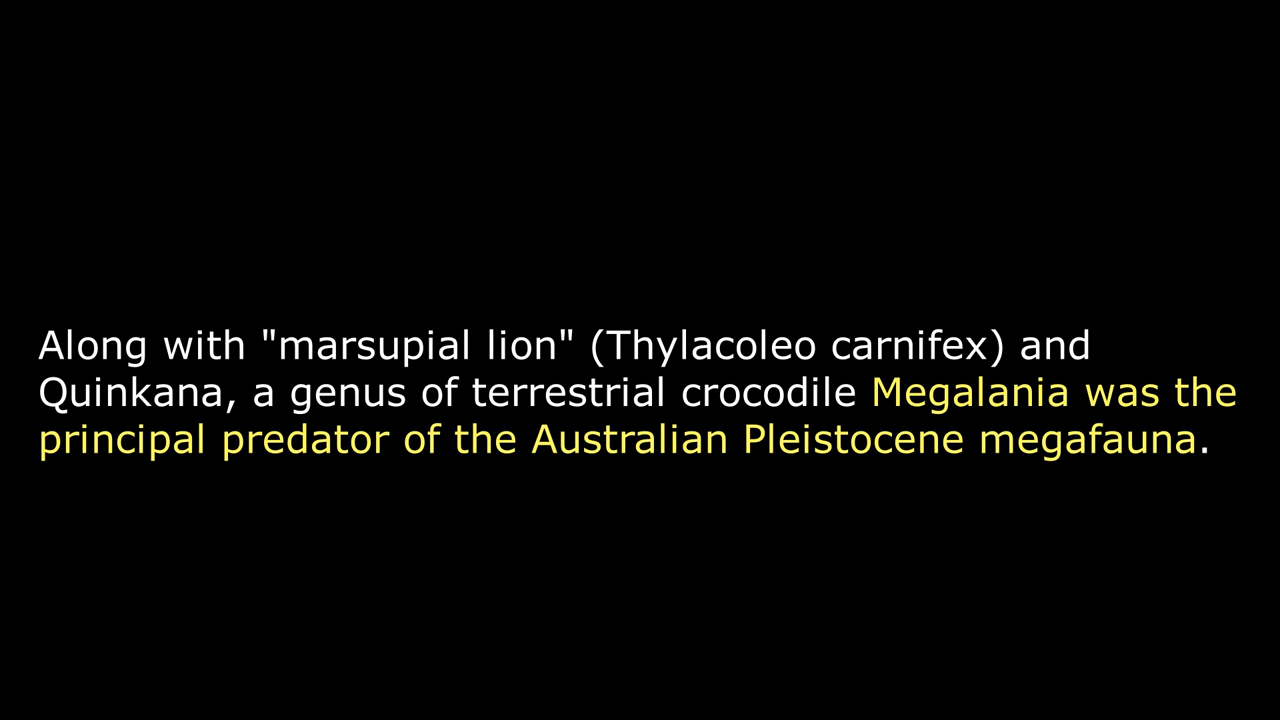 Along with "marsupial lion" (Thylacoleo carnifex) and
Quinkana, a genus of terrestrial crocodile Megalania was the
principal predator of the Australian Pleistocene megafauna.